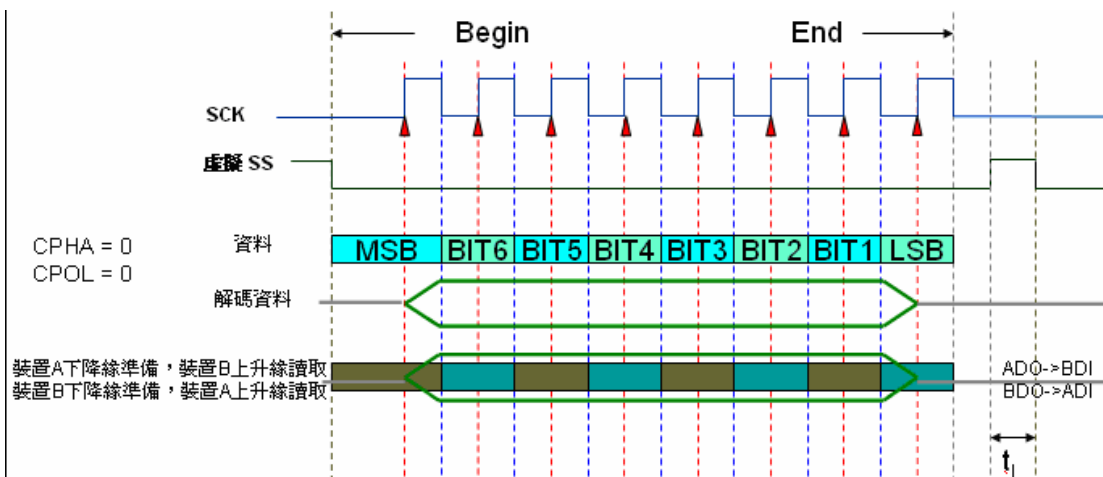 Begin End
SCK
虛擬 SS
CPHA = 0
CPOL = 0
資料
MSB BIT6 BIT5 BIT4 BIT3 BIT2 BIT1 LSB
解碼資料
裝置A下降緣準備，裝置B上升緣讀取 ADO->BDI
裝置B下降緣準備，裝置A上升緣讀取 BDO->ADI
t